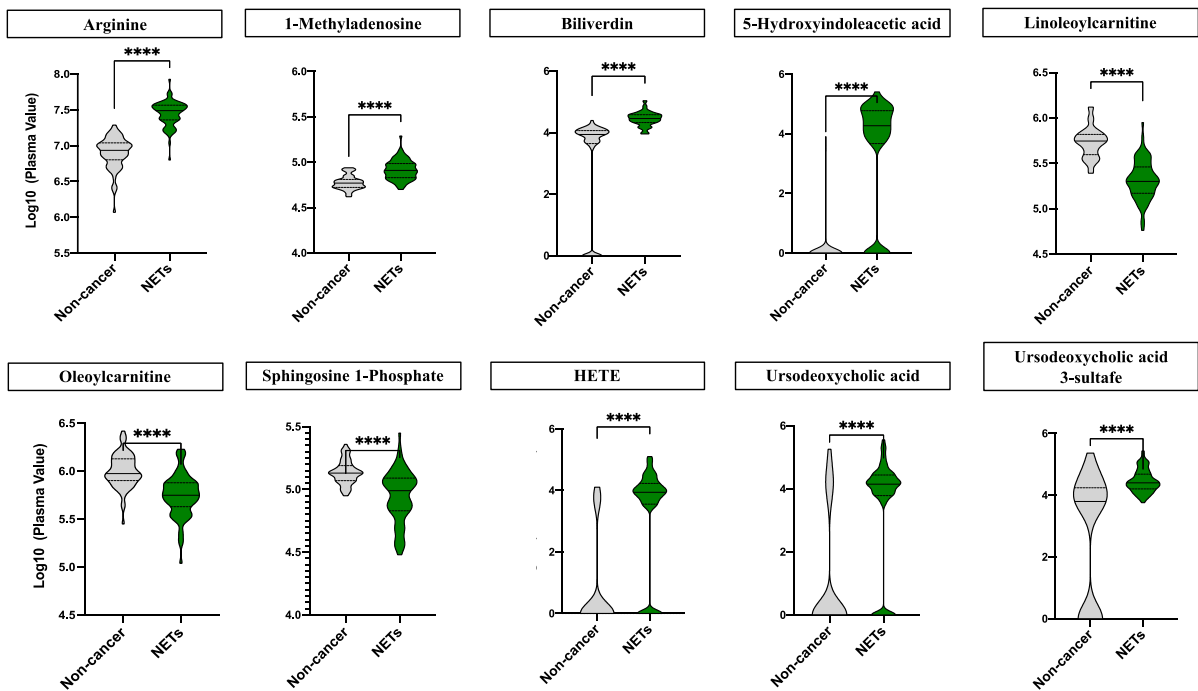 Arginine
1-Methyladenosine
Biliverdin
5-Hydroxyindoleacetic acid
Linoleoylcarnitine
Log10 (Plasma Value)
8.0
7.5
7.0
6.5
6.0
5.5
****
Non-cancer
NETs
6.0
5.5
5.0
4.5
4.0
****
Non-cancer
NETs
6
4
2
0
****
Non-cancer
NETs
6
4
2
0
****
Non-cancer
NETs
6.5
6.0
5.5
5.0
4.5
****
Non-cancer
NETs
Oleoylcarnitine
Sphingosine 1-Phosphate
HETE
Ursodeoxycholic acid
Ursodeoxycholic acid
3-sultafe
Log10 (Plasma Value)
6.5
6.0
5.5
5.0
4.5
****
Non-cancer
NETs
5.5
5.0
4.5
4.0
****
Non-cancer
NETs
6
4
2
0
****
Non-cancer
NETs
6
4
2
0
****
Non-cancer
NETs
6
4
2
0
****
Non-cancer
NETs